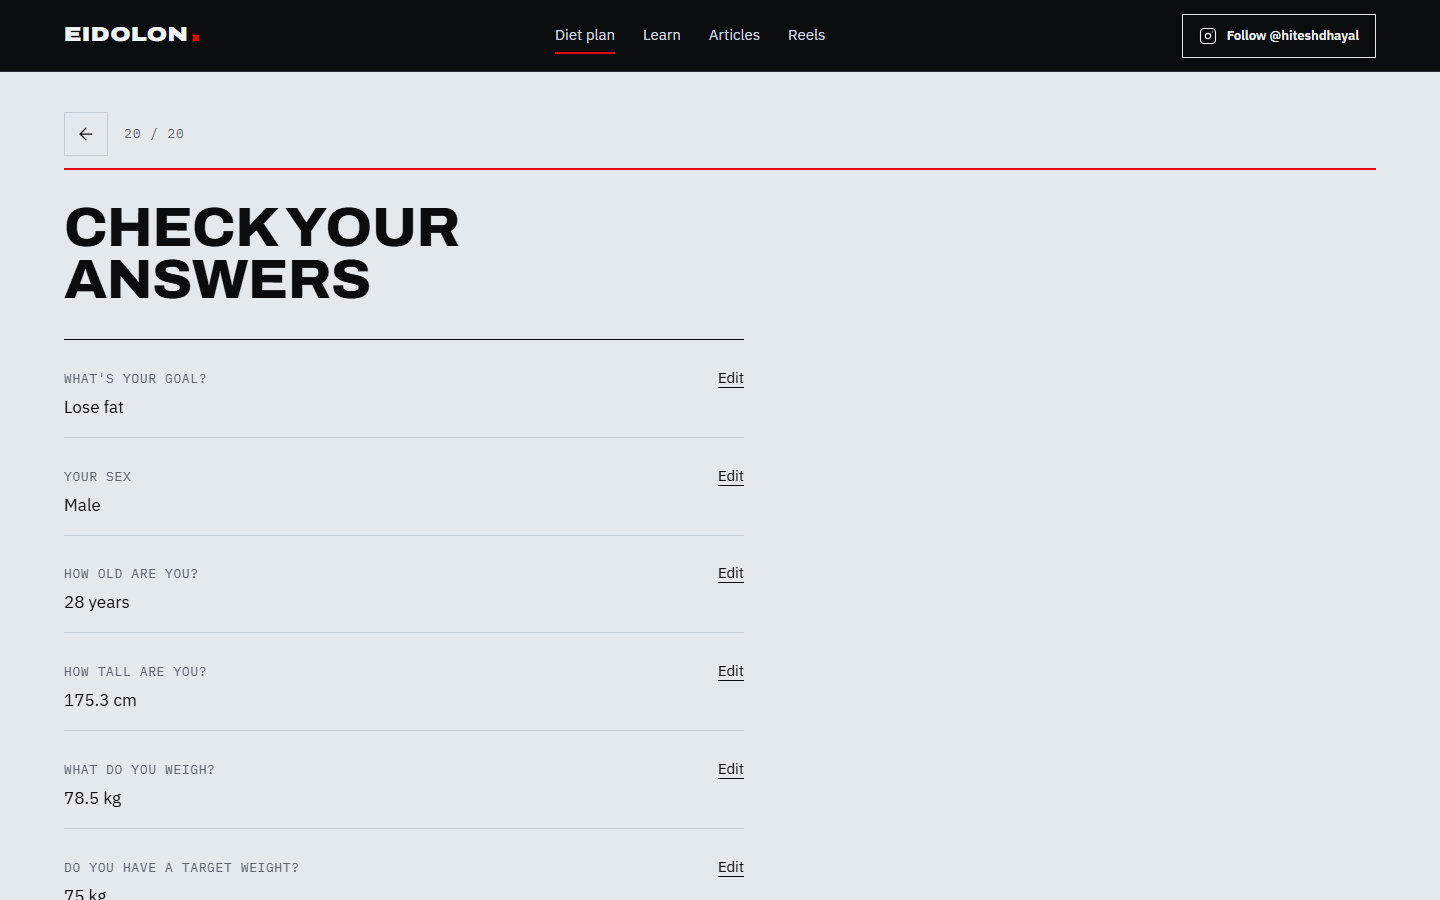 EIDOLON.
Diet plan
Learn
Articles
Reels
Follow @hiteshdhayal
20 / 20
CHECK YOUR
ANSWERS
WHAT'S YOUR GOAL?
Edit
Lose fat
YOUR SEX
Edit
Male
HOW OLD ARE YOU?
Edit
28 years
HOW TALL ARE YOU?
Edit
175.3 cm
WHAT DO YOU WEIGH?
Edit
78.5 kg
DO YOU HAVE A TARGET WEIGHT?
Edit
75 kg